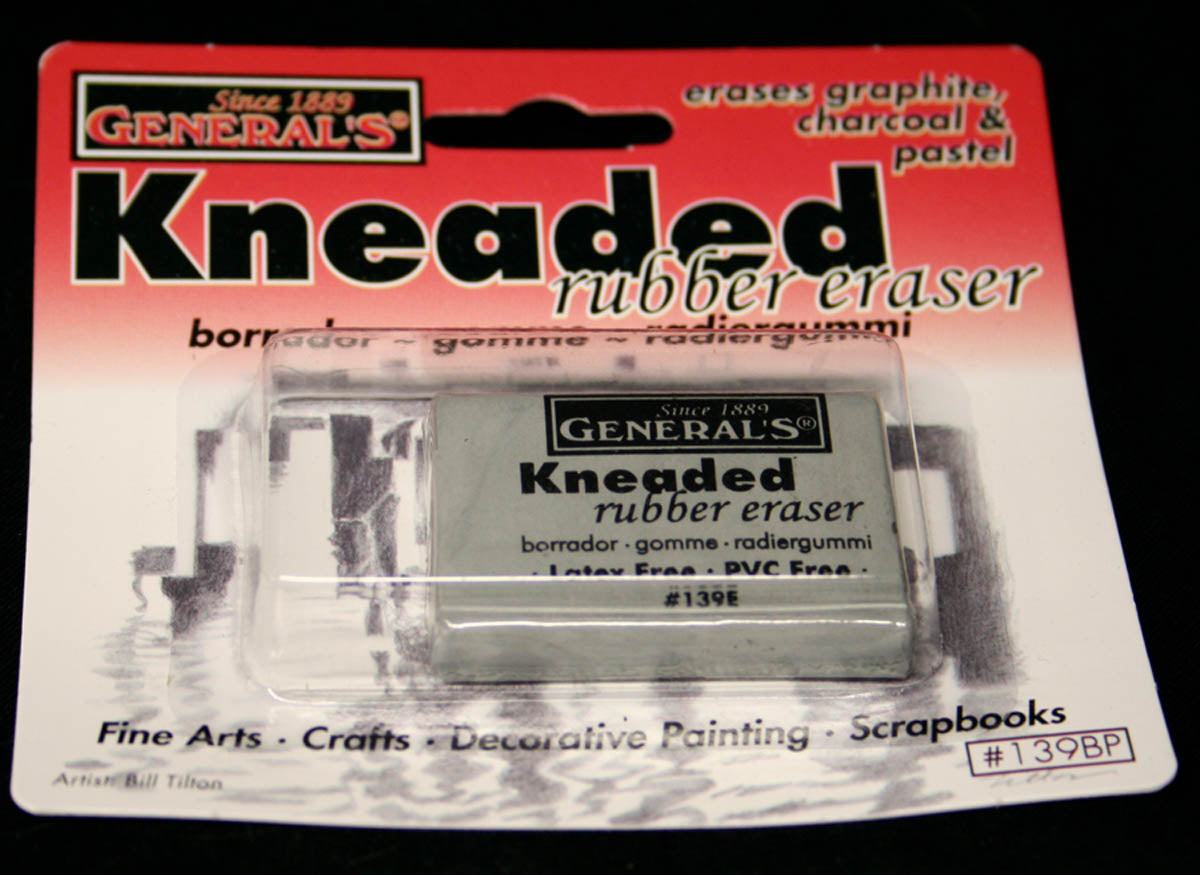 Since 1889
GENERAL'S®
erases graphite,
charcoal &
pastel
Kneaded
rubber eraser
borrador ~ gomme ~ radiergummi
Since 1889
GENERAL'S®
Kneaded
rubber eraser
borrador · gomme · radiergummi
· Latex Free · PVC Free ·
#139E
Fine Arts · Crafts · Decorative Painting · Scrapbooks
#139BP
Artist: Bill Tilton